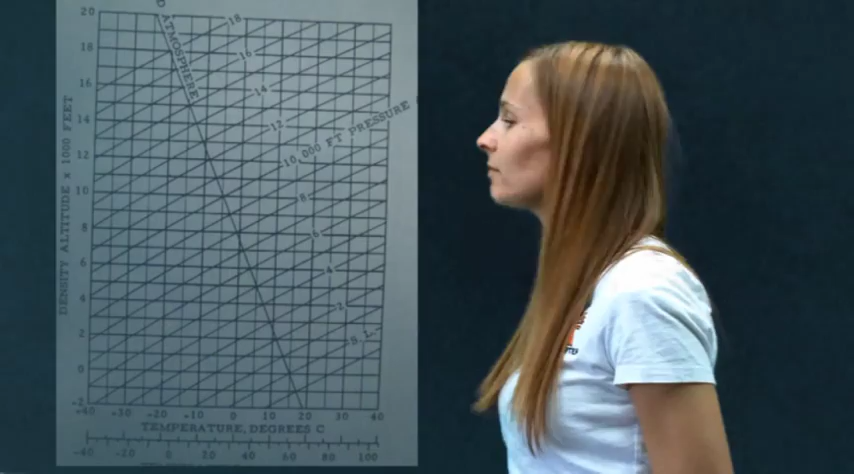 20
D ATMOSPHERE
18
18
16
16
14
14
12
10,000 FT PRESSURE
12
10
8
8
6
6
4
4
2
2
S.L.
0
-2
DENSITY ALTITUDE x 1000 FEET
-40 -30 -20 -10 0 10 20 30 40
TEMPERATURE, DEGREES C
-40 -20 0 20 40 60 80 100